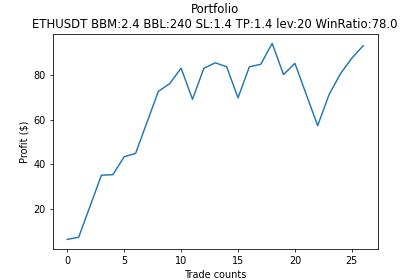 Portfolio
ETHUSDT BBM:2.4 BBL:240 SL:1.4 TP:1.4 lev:20 WinRatio:78.0
80
60
40
20
Profit ($)
0 5 10 15 20 25
Trade counts